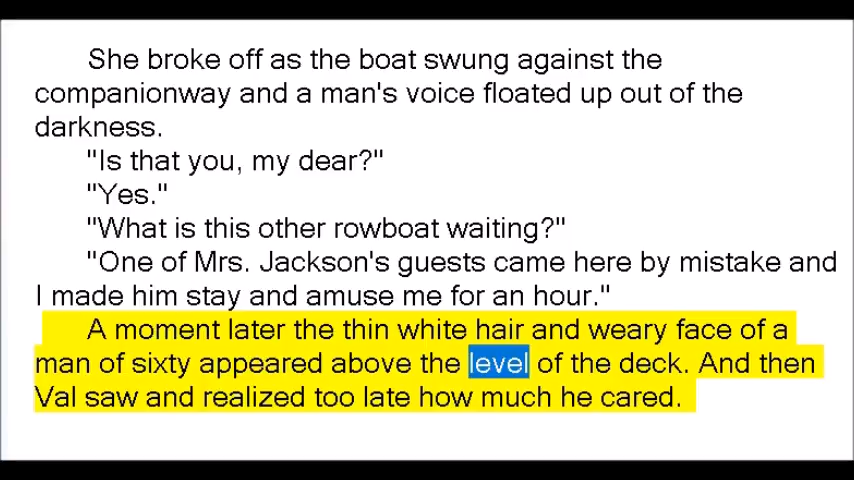 She broke off as the boat swung against the
companionway and a man's voice floated up out of the
darkness.
"Is that you, my dear?"
"Yes."
"What is this other rowboat waiting?"
"One of Mrs. Jackson's guests came here by mistake and
I made him stay and amuse me for an hour."
A moment later the thin white hair and weary face of a
man of sixty appeared above the level of the deck. And then
Val saw and realized too late how much he cared.